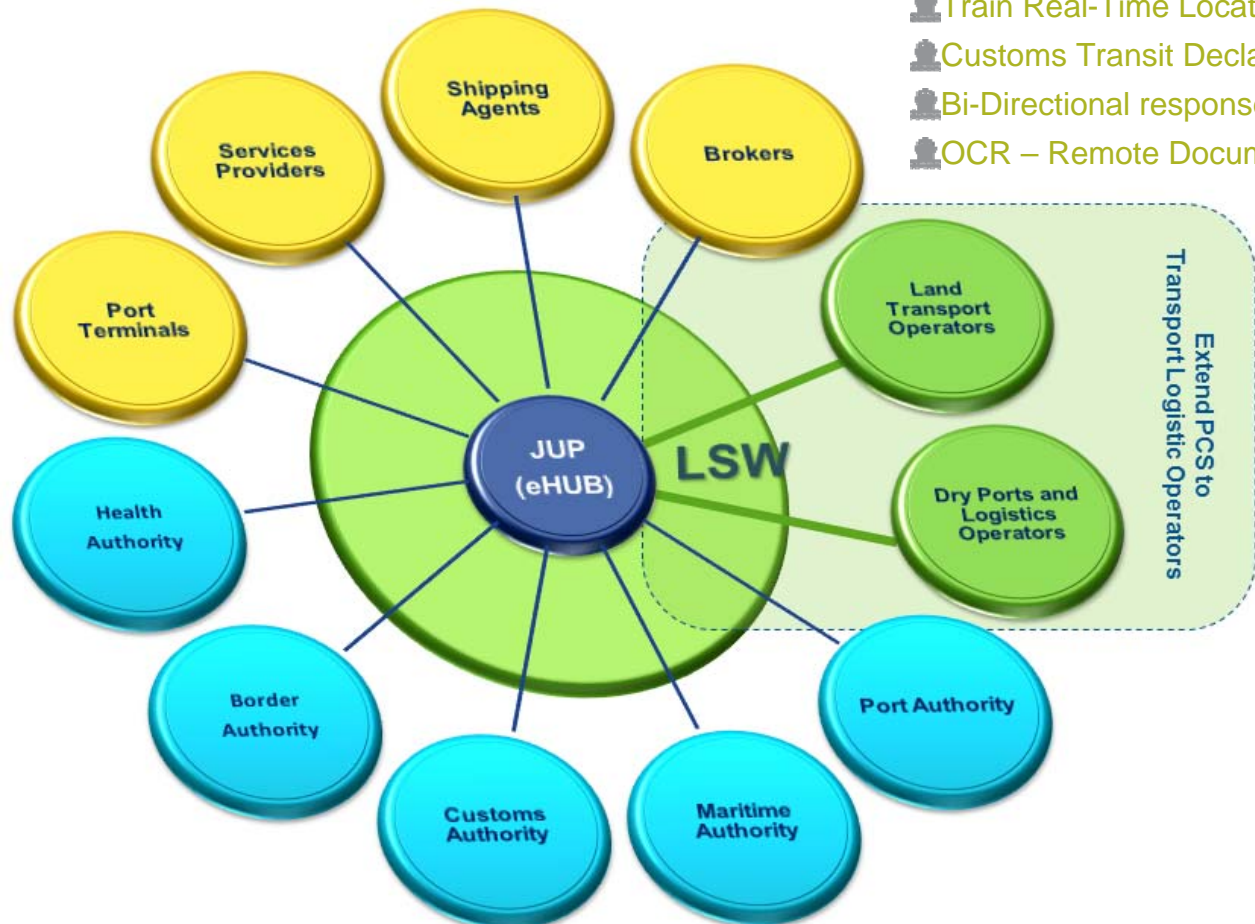 Train Real-Time Locat
Customs Transit Decla
Bi-Directional response
OCR – Remote Docum
Shipping
Agents
Services
Providers
Brokers
Port
Terminals
Land
Transport
Operators
Extend PCS to
Transport Logistic Operators
JUP
(eHUB)
LSW
Dry Ports and
Logistics
Operators
Health
Authority
Border
Authority
Port Authority
Customs
Authority
Maritime
Authority